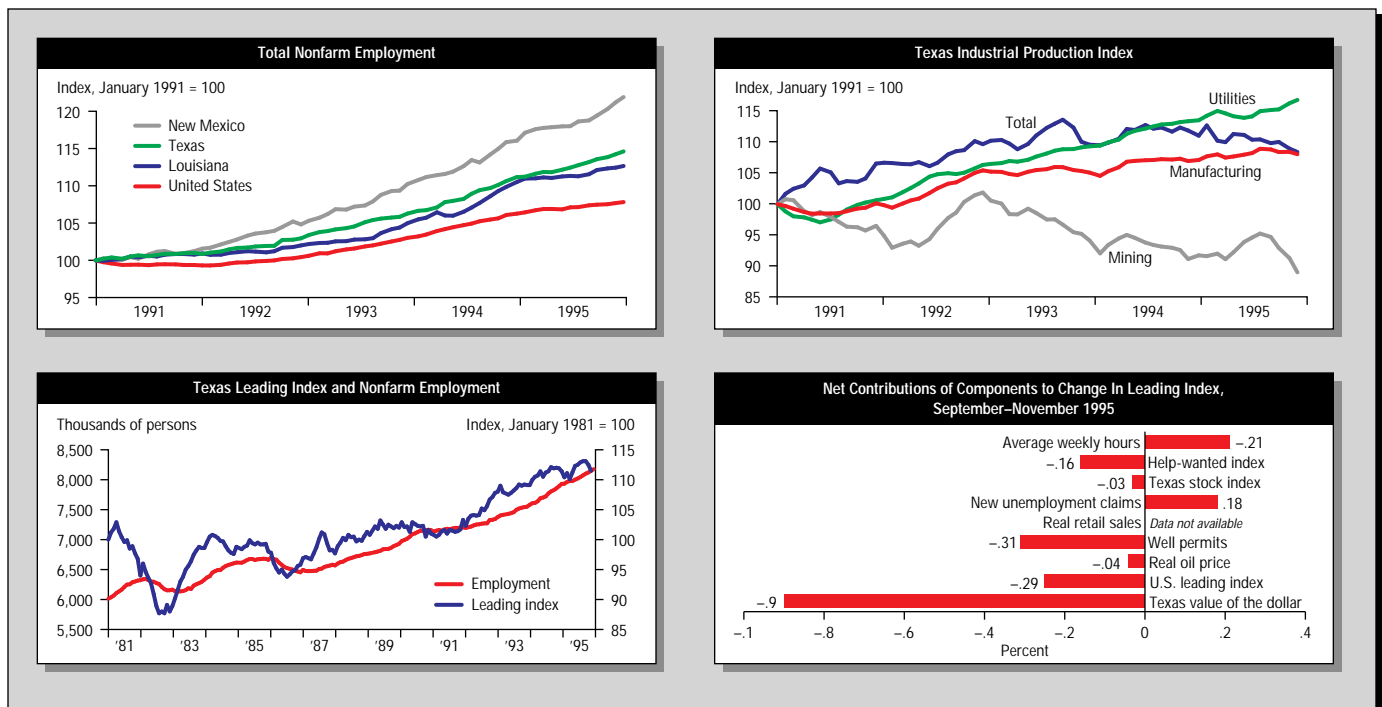 Total Nonfarm Employment
Index, January 1991 = 100
120
115
110
105
100
95
New Mexico
Texas
Louisiana
United States
1991 1992 1993 1994 1995
Texas Industrial Production Index
Index, January 1991 = 100
115
110
105
100
95
90
85
Utilities
Total
Manufacturing
Mining
1991 1992 1993 1994 1995
Texas Leading Index and Nonfarm Employment
Thousands of persons Index, January 1981 = 100
8,500 115
8,000 110
7,500 105
7,000 100
6,500 95
6,000 90
5,500 85
Employment
Leading index
'81 '83 '85 '87 '89 '91 '93 '95
Net Contributions of Components to Change In Leading Index,
September–November 1995
Average weekly hours –.21
–.16 Help-wanted index
–.03 Texas stock index
New unemployment claims .18
Real retail sales Data not available
–.31 Well permits
–.04 Real oil price
–.29 U.S. leading index
–.9 Texas value of the dollar
–.1 –.8 –.6 –.4 –.2 0 .2 .4
Percent